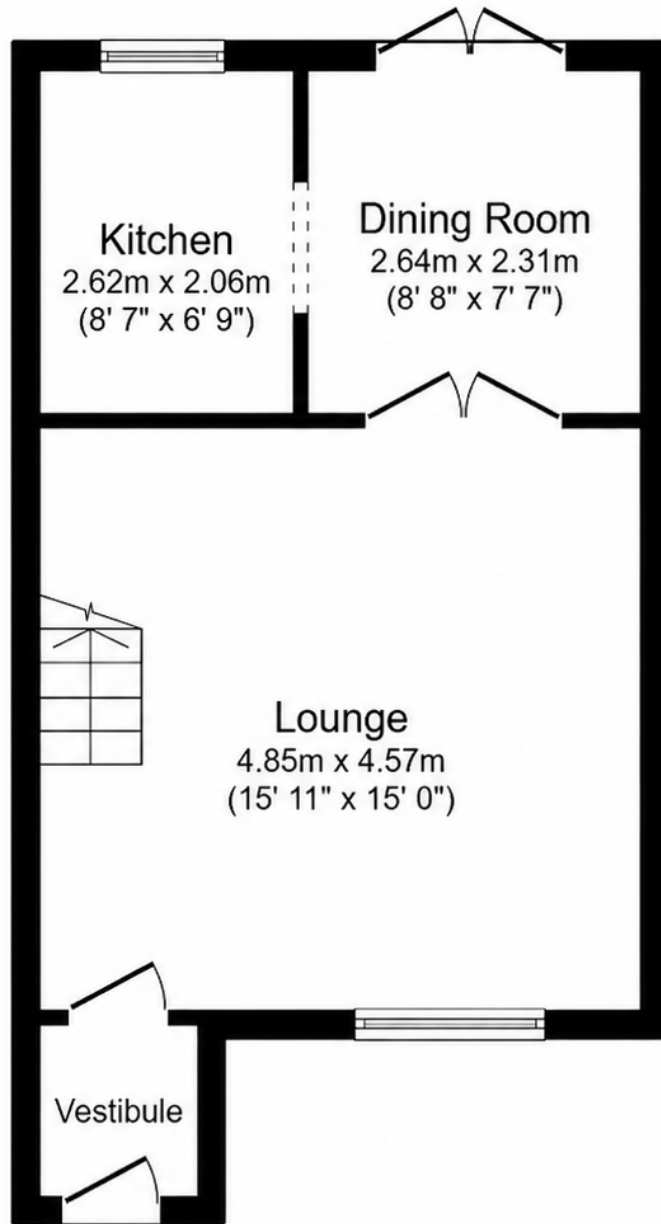 Kitchen
2.62m x 2.06m
(8' 7" x 6' 9")
Dining Room
2.64m x 2.31m
(8' 8" x 7' 7")
Lounge
4.85m x 4.57m
(15' 11" x 15' 0")
Vestibule